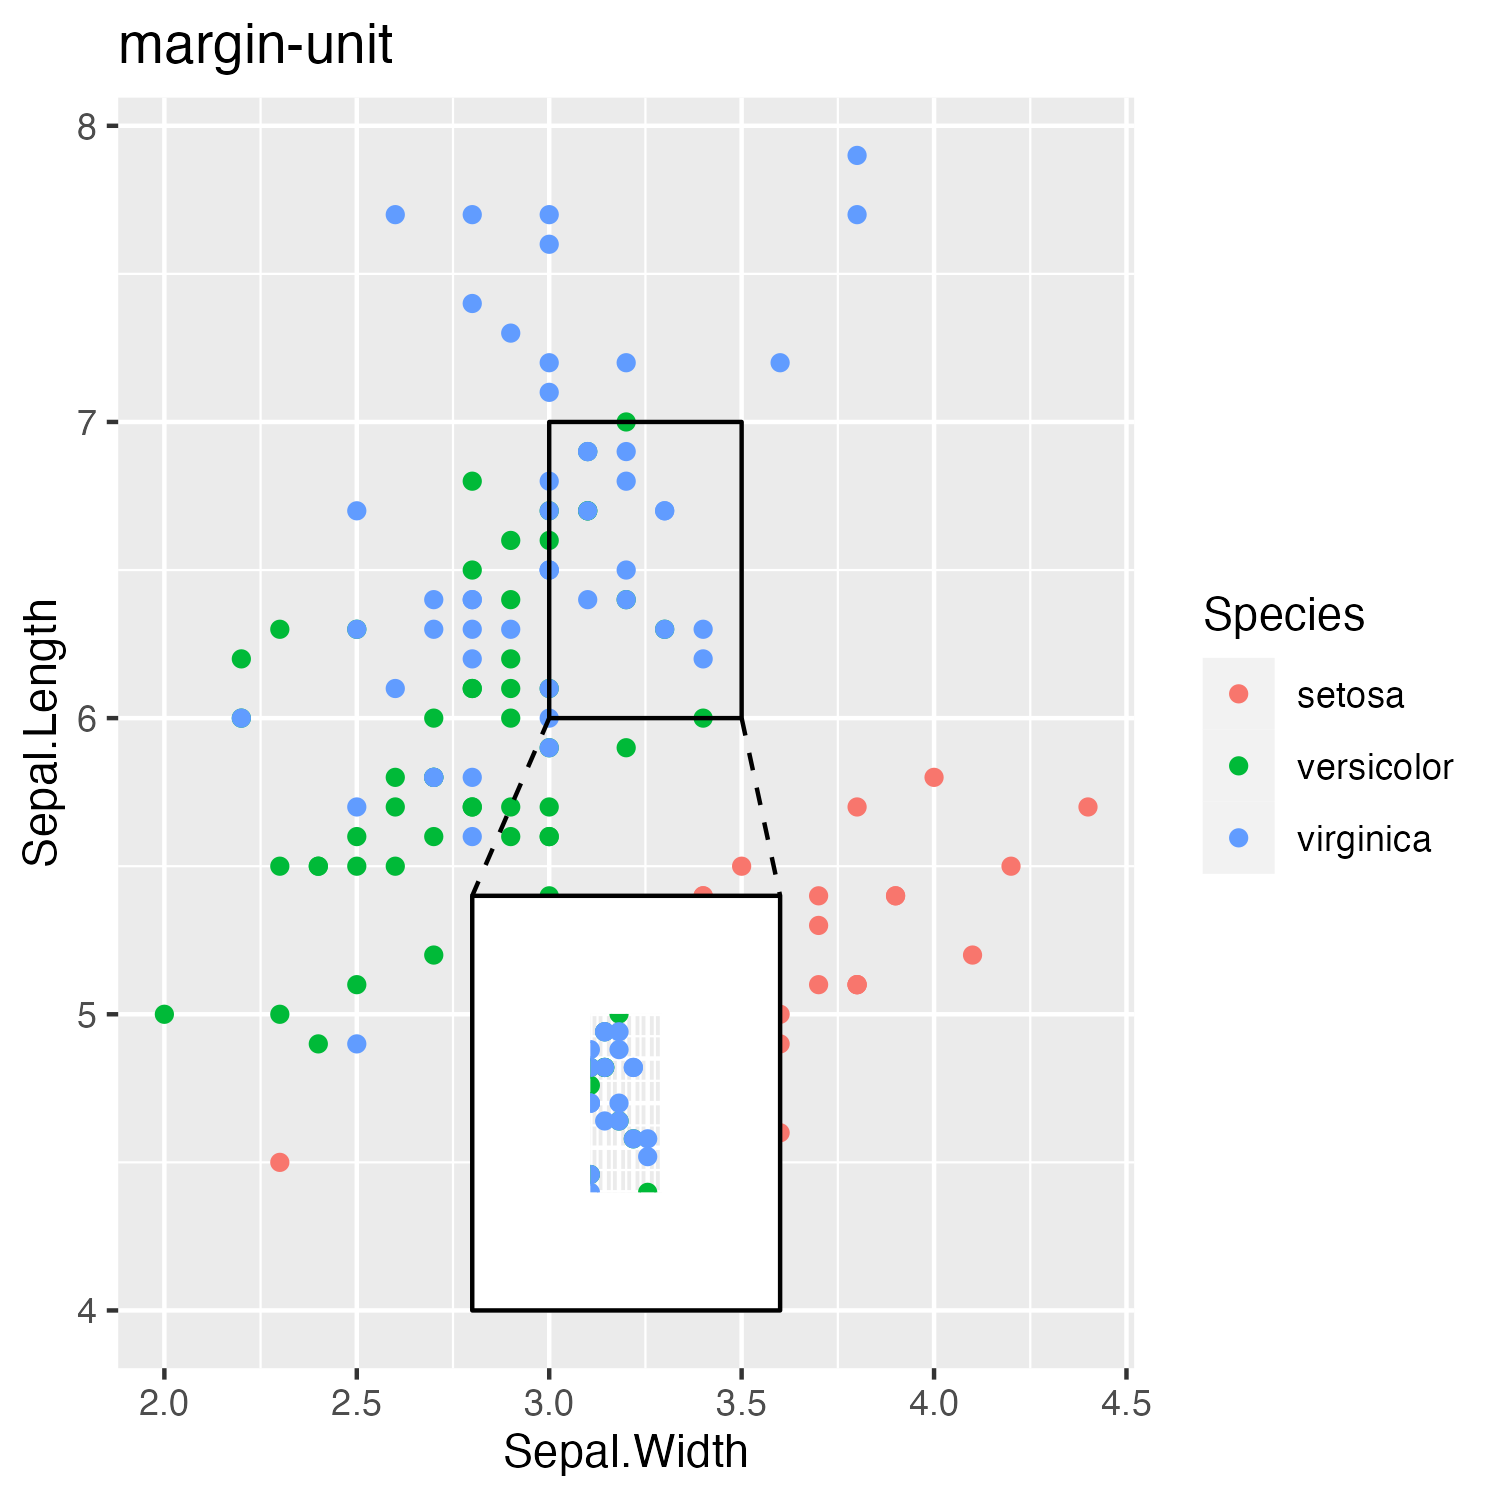 margin-unit
8
7
6
5
4
Sepal.Length
2.0 2.5 3.0 3.5 4.0 4.5
Sepal.Width
Species
setosa
versicolor
virginica